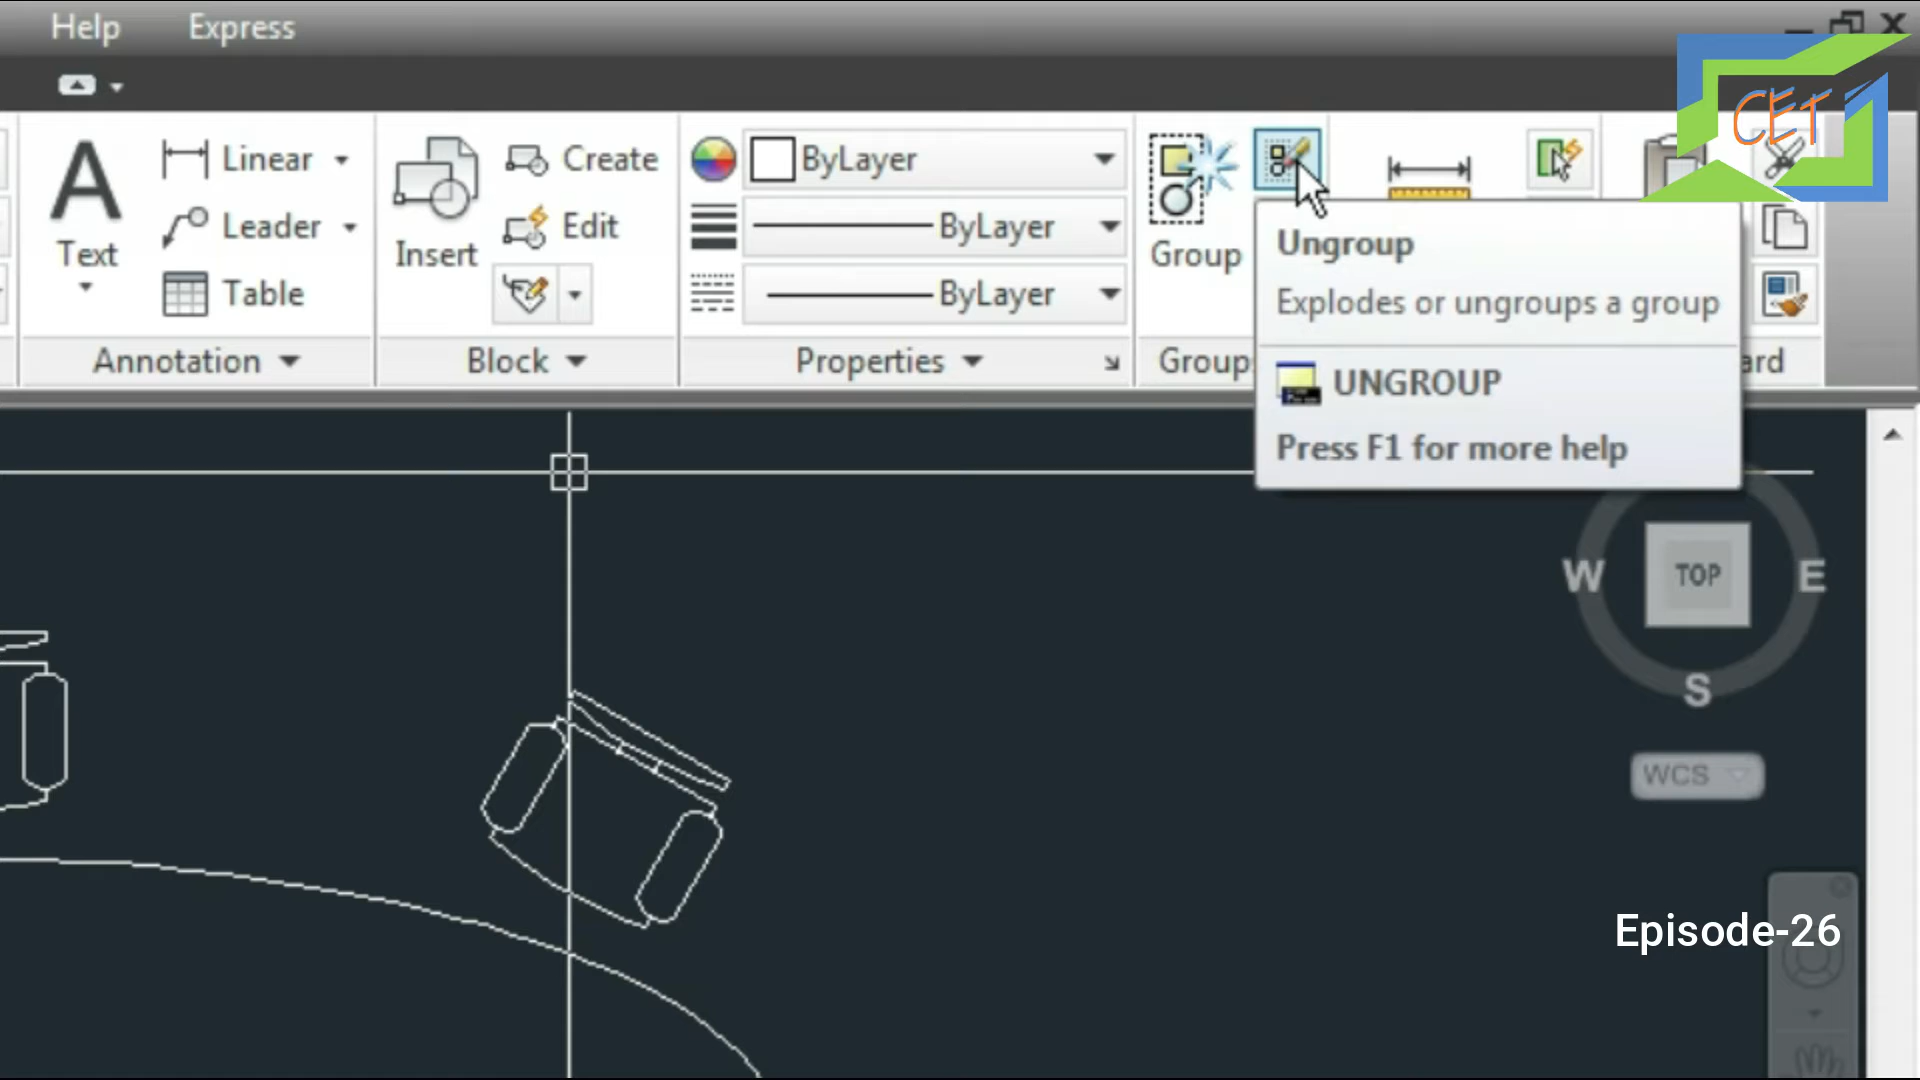 Help Express
CET
Linear
ByLayer
Create
Leader
ByLayer
Edit
Text
Insert
Group
Ungroup
Table
ByLayer
Explodes or ungroups a group
Annotation
Block
Properties
Group
ard
UNGROUP
Press F1 for more help
W
TOP
E
S
WCS
Episode-26